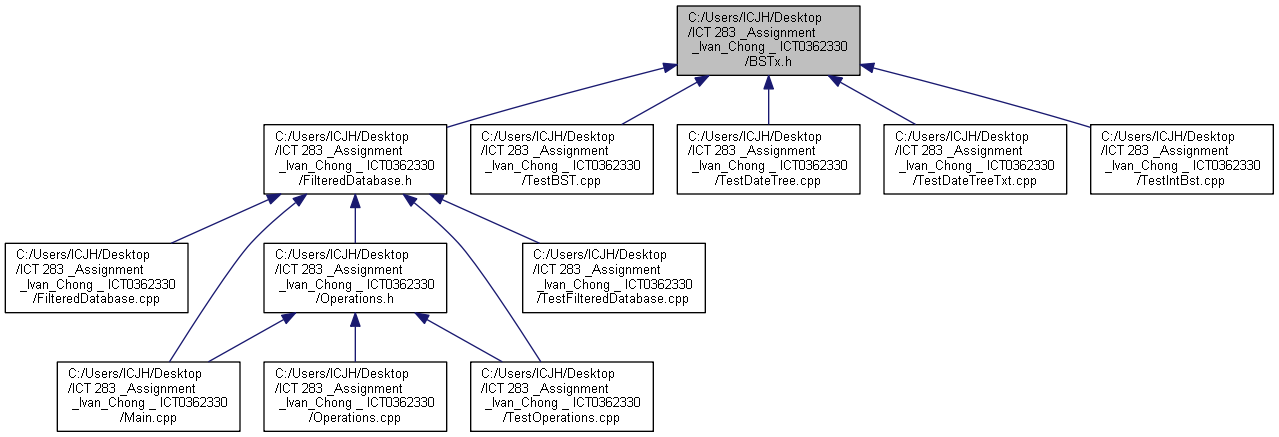 C:/Users/ICJH/Desktop
/ICT 283 _Assignment
_Ivan_Chong _ ICT0362330
/BSTx.h
C:/Users/ICJH/Desktop
/ICT 283 _Assignment
_Ivan_Chong _ ICT0362330
/FilteredDatabase.h
C:/Users/ICJH/Desktop
/ICT 283 _Assignment
_Ivan_Chong _ ICT0362330
/TestBST.cpp
C:/Users/ICJH/Desktop
/ICT 283 _Assignment
_Ivan_Chong _ ICT0362330
/TestDateTree.cpp
C:/Users/ICJH/Desktop
/ICT 283 _Assignment
_Ivan_Chong _ ICT0362330
/TestDateTreeTxt.cpp
C:/Users/ICJH/Desktop
/ICT 283 _Assignment
_Ivan_Chong _ ICT0362330
/TestIntBst.cpp
C:/Users/ICJH/Desktop
/ICT 283 _Assignment
_Ivan_Chong _ ICT0362330
/FilteredDatabase.cpp
C:/Users/ICJH/Desktop
/ICT 283 _Assignment
_Ivan_Chong _ ICT0362330
/Operations.h
C:/Users/ICJH/Desktop
/ICT 283 _Assignment
_Ivan_Chong _ ICT0362330
/TestFilteredDatabase.cpp
C:/Users/ICJH/Desktop
/ICT 283 _Assignment
_Ivan_Chong _ ICT0362330
/Main.cpp
C:/Users/ICJH/Desktop
/ICT 283 _Assignment
_Ivan_Chong _ ICT0362330
/Operations.cpp
C:/Users/ICJH/Desktop
/ICT 283 _Assignment
_Ivan_Chong _ ICT0362330
/TestOperations.cpp